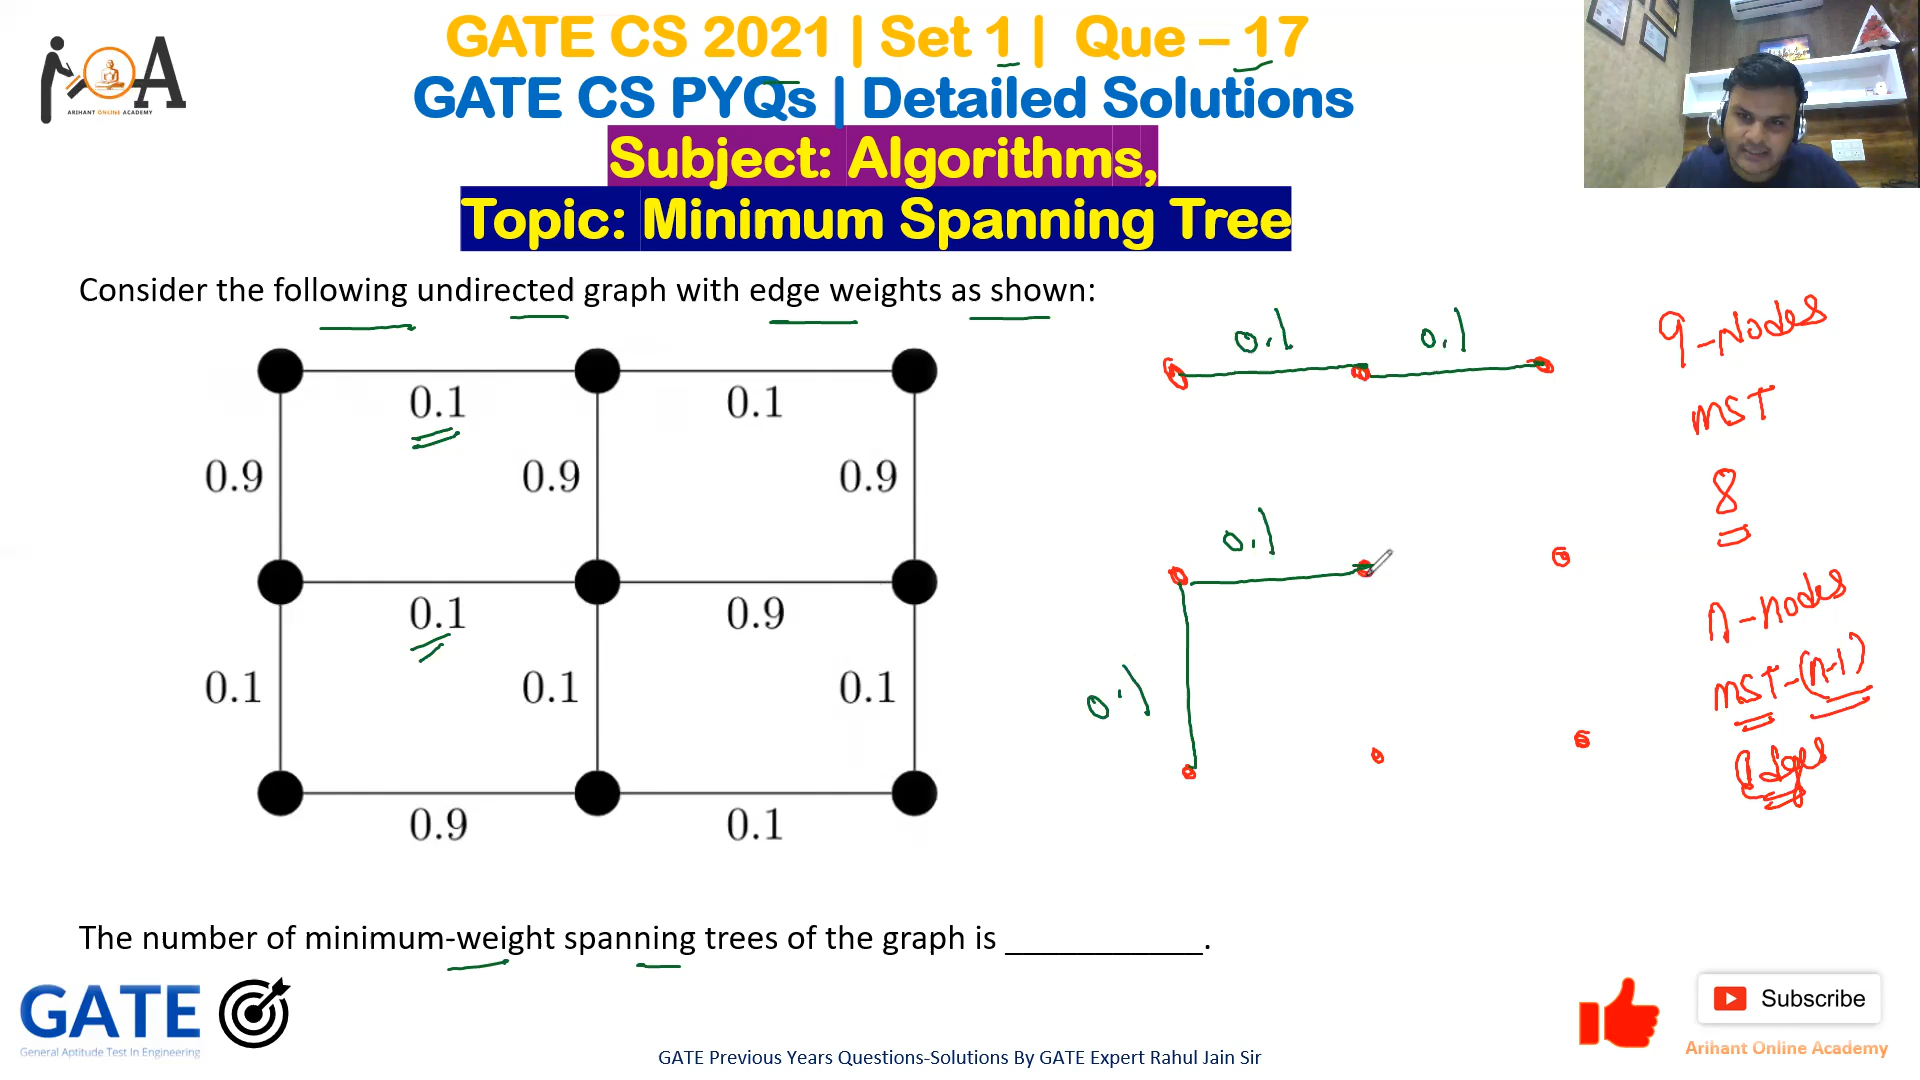 GATE CS 2021 | Set 1 | Que – 17
GATE CS PYQs | Detailed Solutions
Subject: Algorithms,
Topic: Minimum Spanning Tree
A
ARIHANT ONLINE ACADEMY
Consider the following undirected graph with edge weights as shown:
0.1 0.1
0.9 0.9 0.9
0.1 0.9
0.1 0.1 0.1
0.9 0.1
0.1 0.1
0.1
0.1
9-Nodes
MST
8
n-nodes
MST-(n-1)
Edges
The number of minimum-weight spanning trees of the graph is ____________.
GATE
General Aptitude Test In Engineering
GATE Previous Years Questions-Solutions By GATE Expert Rahul Jain Sir
Subscribe
Arihant Online Academy